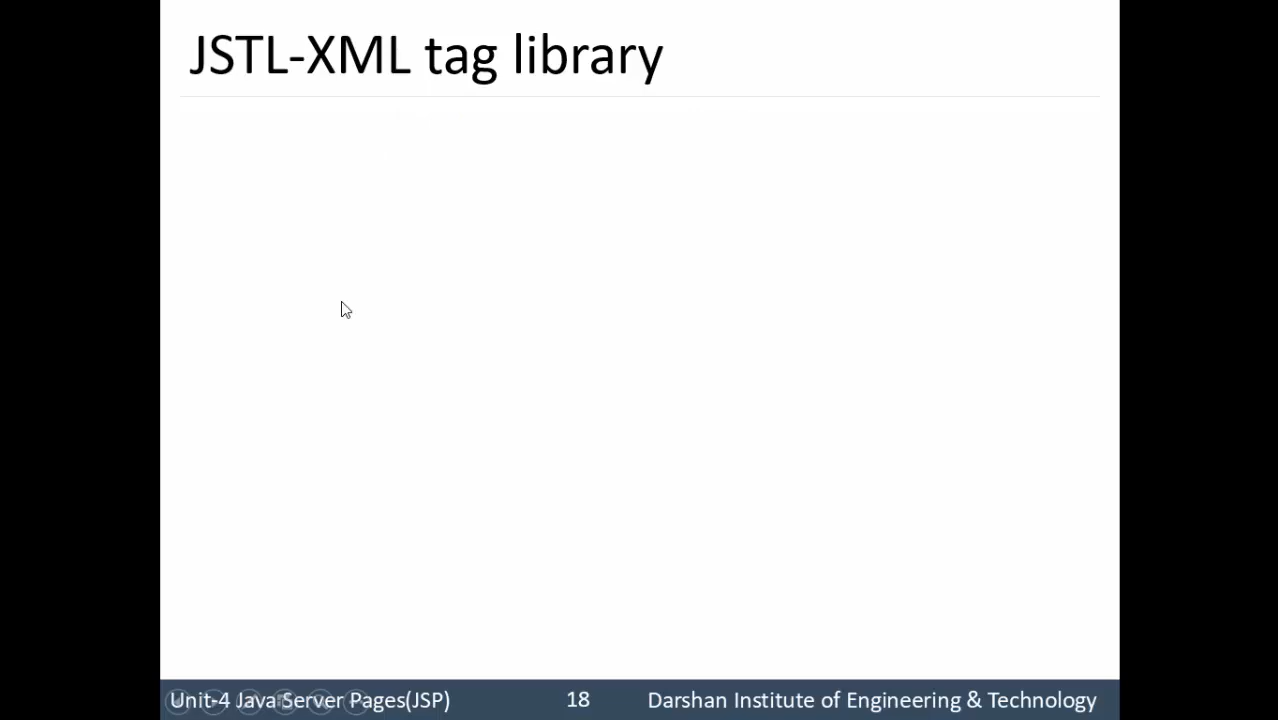 JSTL-XML tag library
Unit-4 Java Server Pages(JSP)
18
Darshan Institute of Engineering & Technology